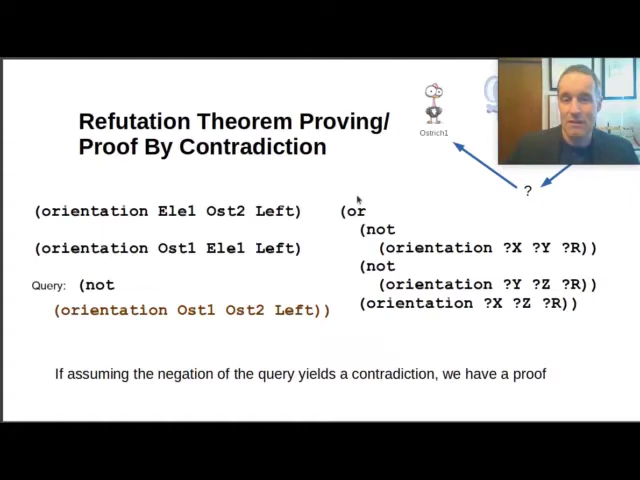 Refutation Theorem Proving/
Proof By Contradiction
Ostrich1
?
(orientation Ele1 Ost2 Left)
(orientation Ost1 Ele1 Left)
Query: (not
(orientation Ost1 Ost2 Left))
(or
(not
(orientation ?X ?Y ?R))
(not
(orientation ?Y ?Z ?R))
(orientation ?X ?Z ?R))
If assuming the negation of the query yields a contradiction, we have a proof